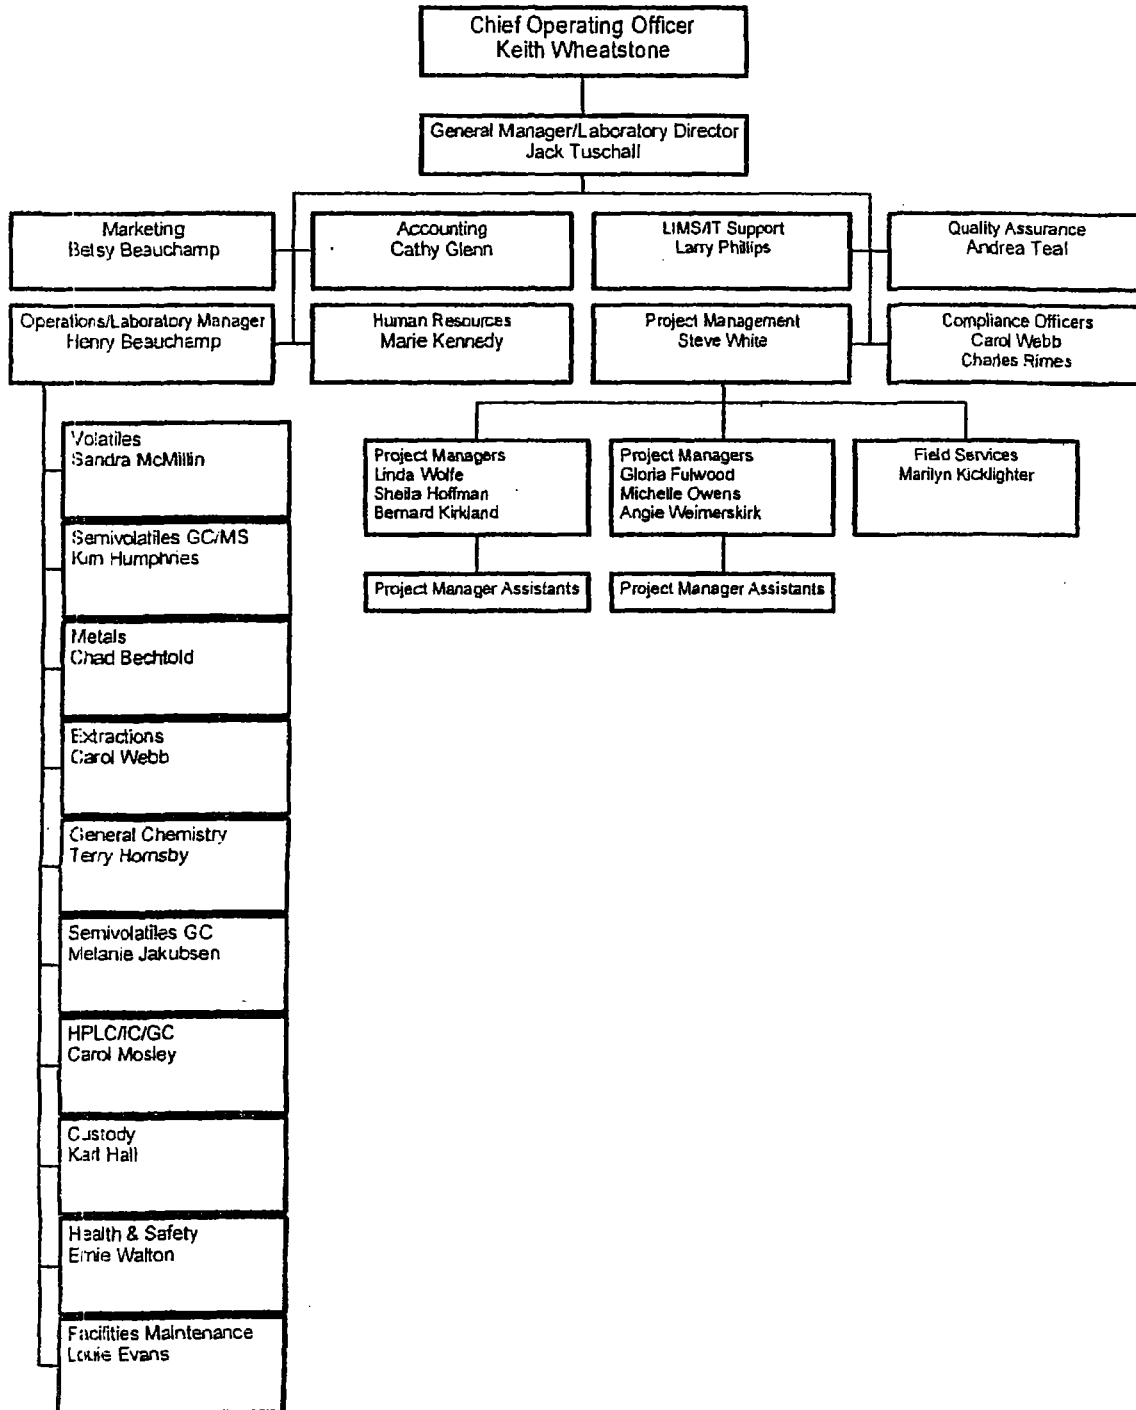 Chief Operating Officer
Keith Wheatstone
General Manager/Laboratory Director
Jack Tuschall
Marketing
Betsy Beauchamp
Accounting
Cathy Glenn
LIMS/IT Support
Larry Phillips
Quality Assurance
Andrea Teal
Operations/Laboratory Manager
Henry Beauchamp
Human Resources
Marie Kennedy
Project Management
Steve White
Compliance Officers
Carol Webb
Charles Rimes
Volatiles
Sandra McMillin
Semivolatiles GC/MS
Kim Humphries
Metals
Chad Bechtold
Extractions
Carol Webb
General Chemistry
Terry Hornsby
Semivolatiles GC
Melanie Jakubsen
HPLC/IC/GC
Carol Mosley
Custody
Karl Hall
Health & Safety
Ernie Walton
Facilities Maintenance
Louie Evans
Project Managers
Linda Wolfe
Sheila Hoffman
Bernard Kirkland
Project Manager Assistants
Project Managers
Gloria Fulwood
Michelle Owens
Angie Weimerskirk
Project Manager Assistants
Field Services
Marilyn Kicklighter